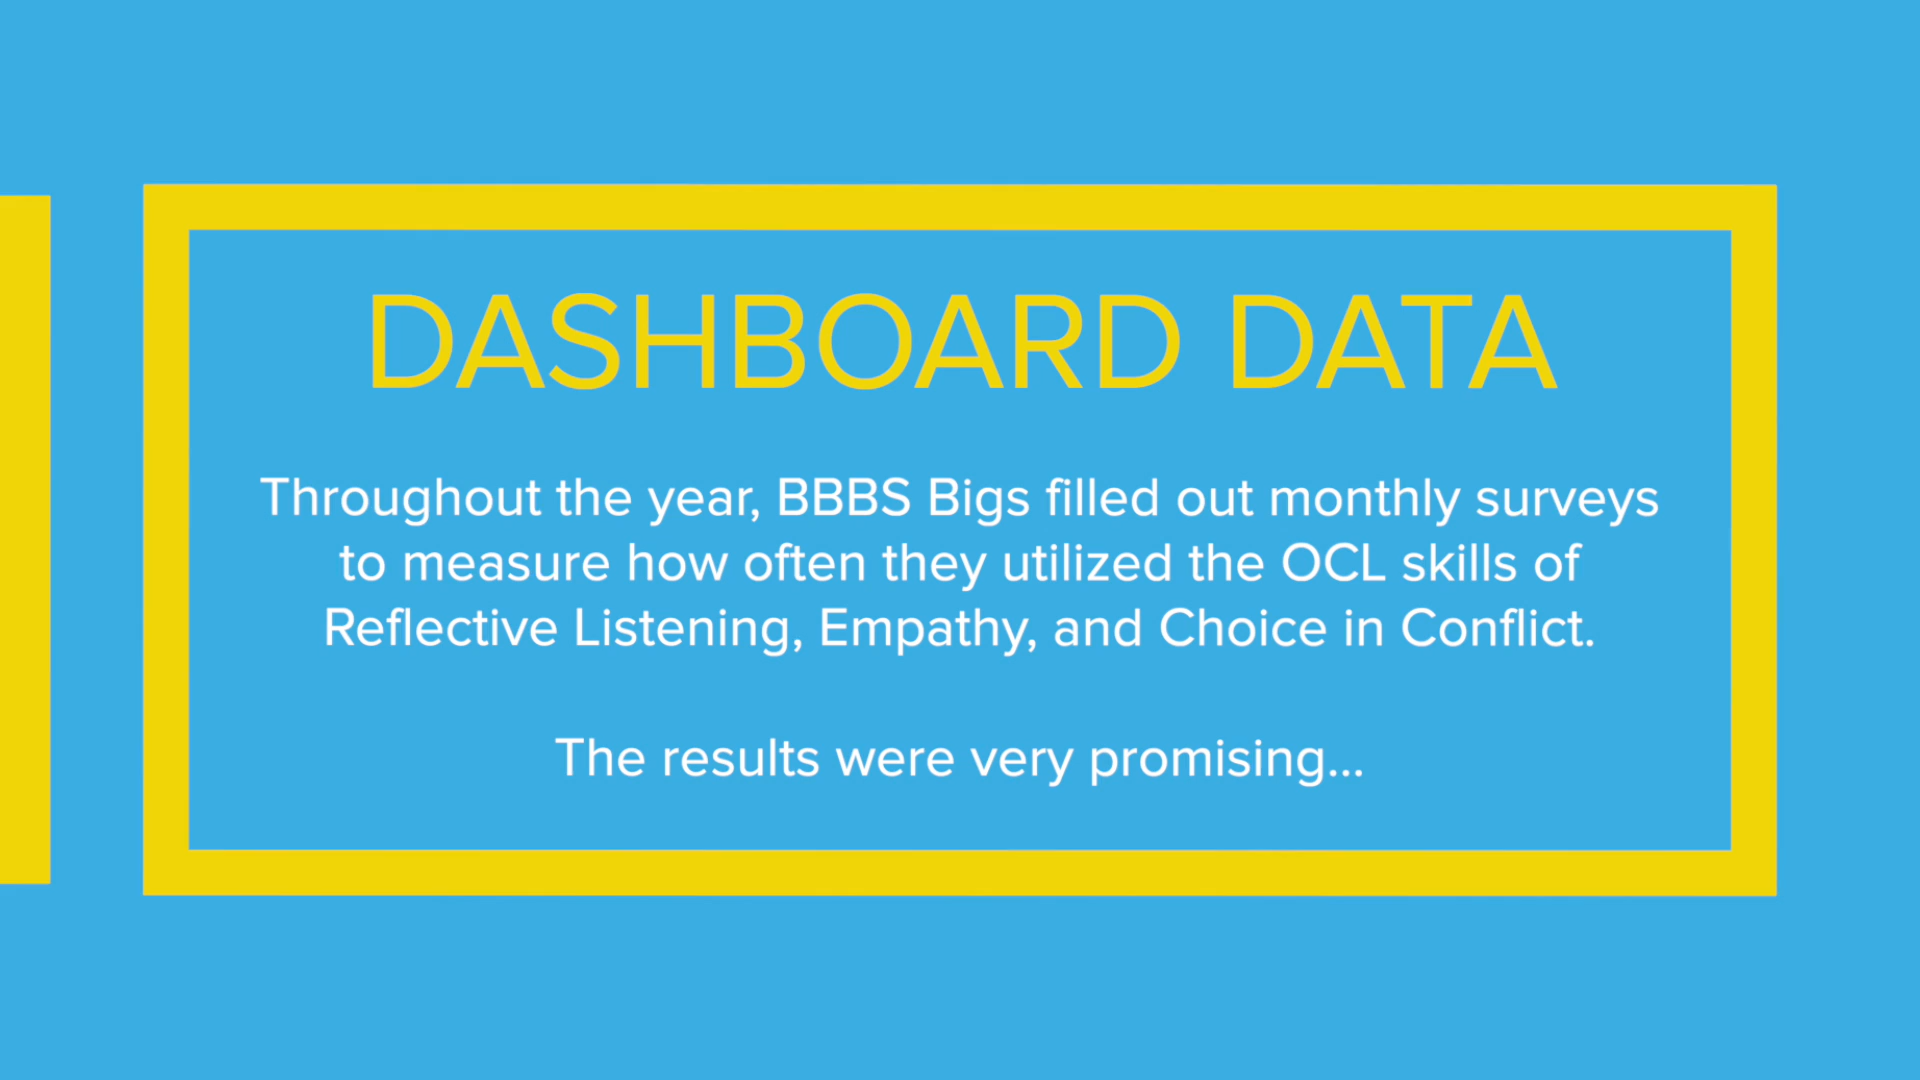 DASHBOARD DATA
Throughout the year, BBBS Bigs filled out monthly surveys
to measure how often they utilized the OCL skills of
Reflective Listening, Empathy, and Choice in Conflict.
The results were very promising...